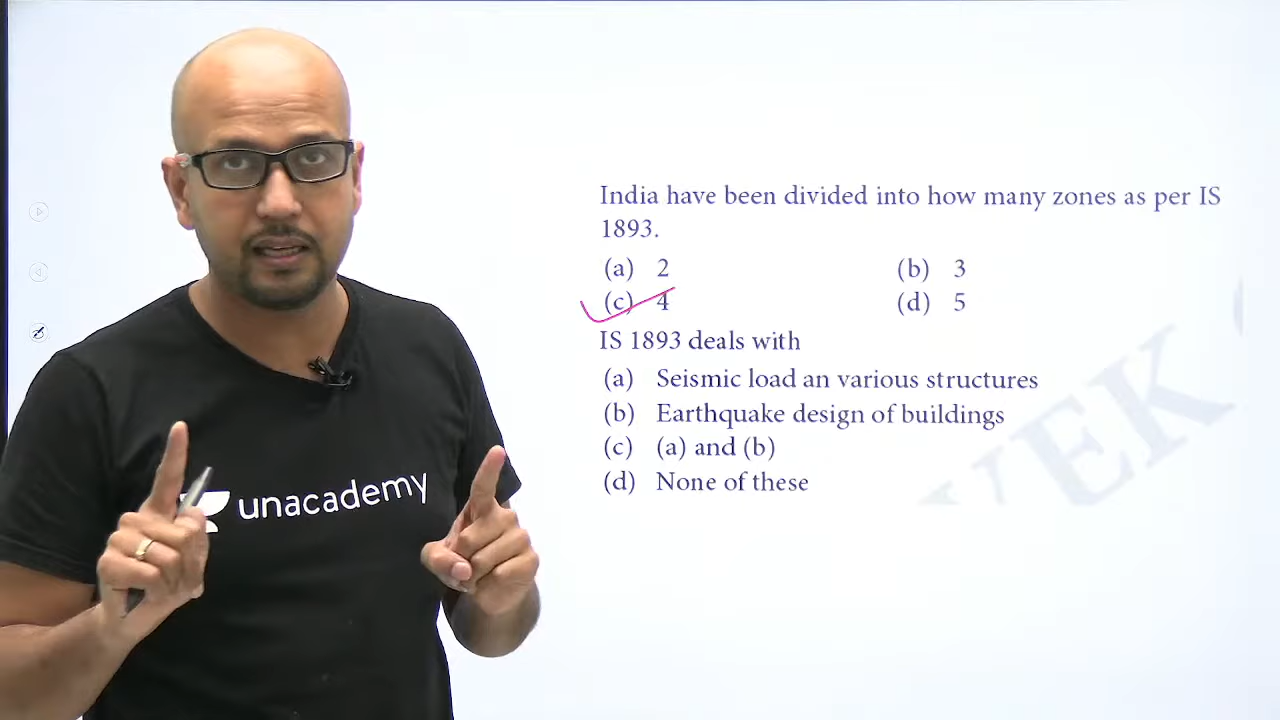 India have been divided into how many zones as per IS
1893.
(a) 2 (b) 3
(c) 4 (d) 5
IS 1893 deals with
(a) Seismic load an various structures
(b) Earthquake design of buildings
(c) (a) and (b)
(d) None of these
unacademy